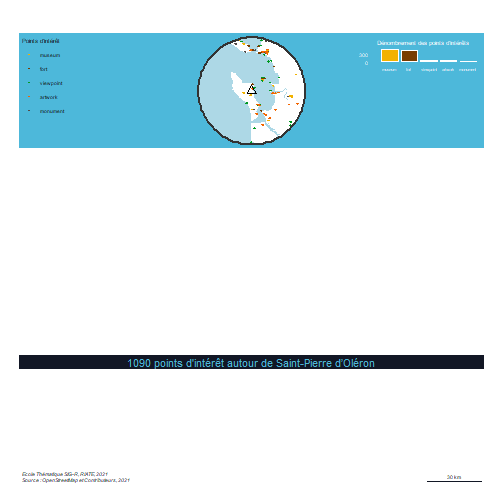 Points d'intérêt
museum
fort
viewpoint
artwork
monument
Dénombrement des points d'intérêts
300
0
museum
fort
viewpoint
artwork
monument
1090 points d'intérêt autour de Saint-Pierre d'Oléron
Ecole Thématique SIG-R, RIATE, 2021
Source : OpenStreetMap et Contributeurs, 2021
30 km